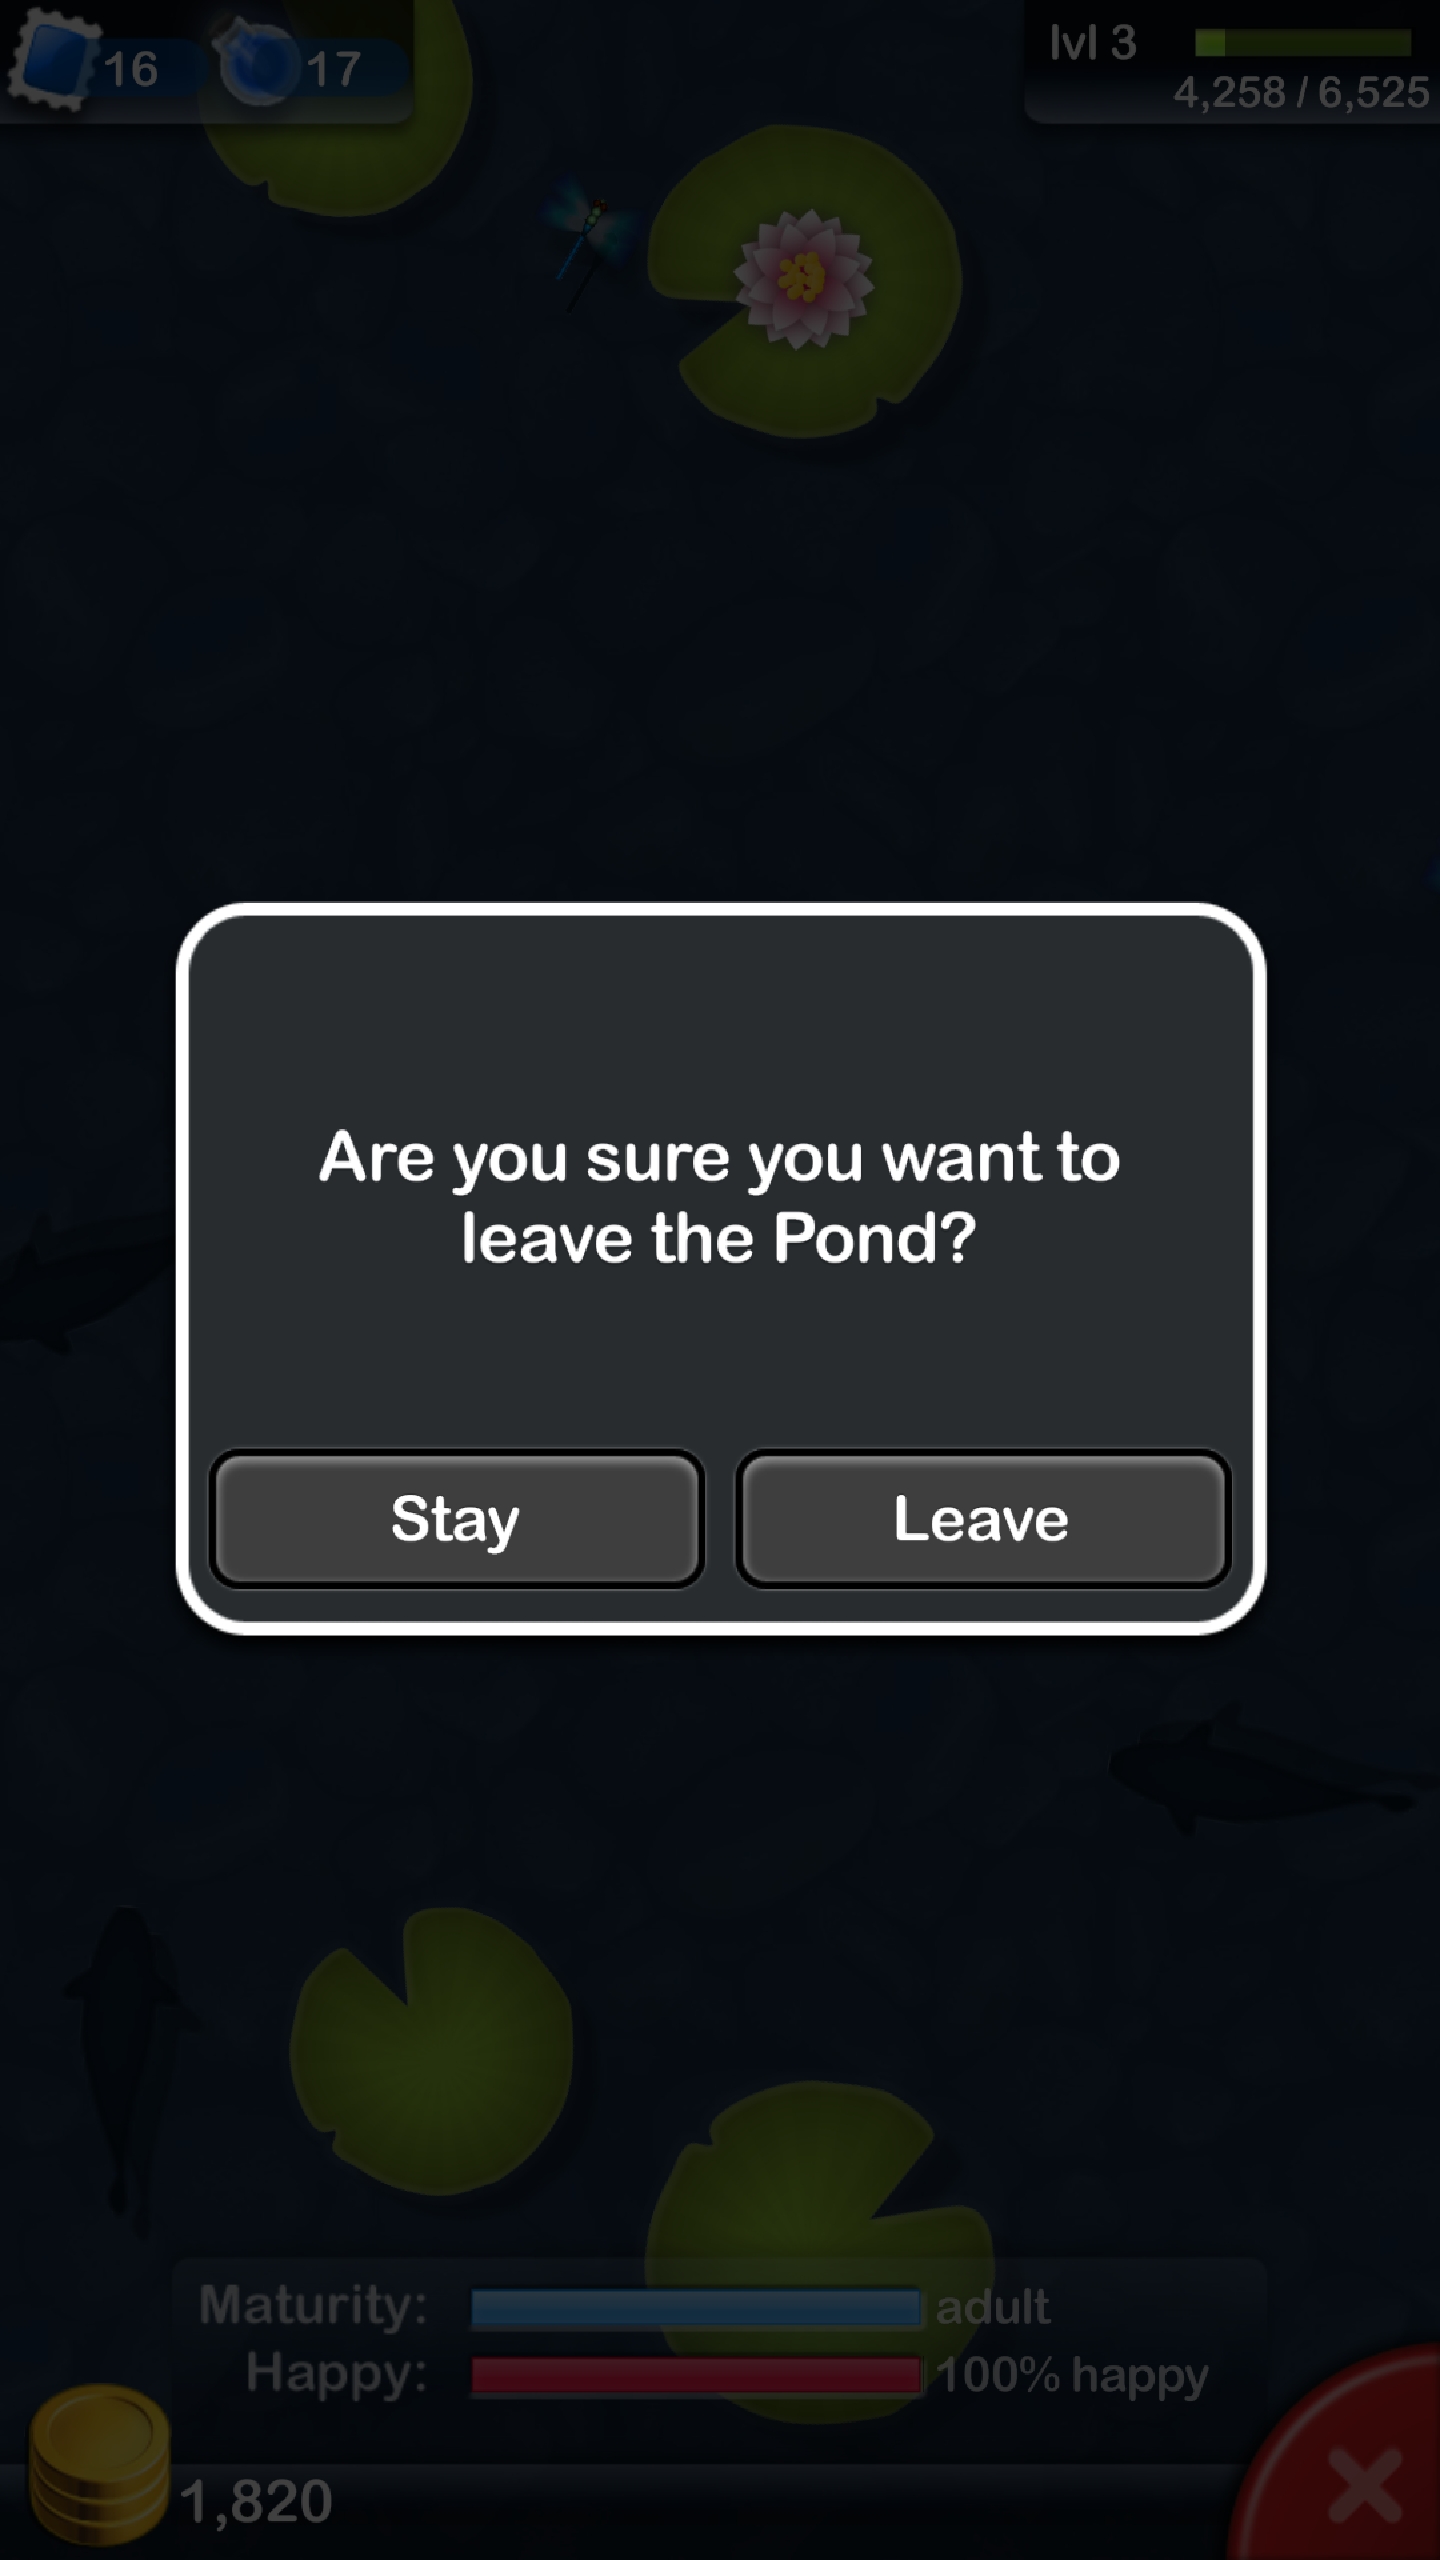 16
17
lvl 3
4,258 / 6,525
Are you sure you want to
leave the Pond?
Stay
Leave
Maturity:
adult
Happy:
100% happy
1,820